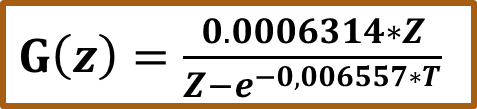 G(z) = 0.0006314*Z / Z−e^−0,006557*T